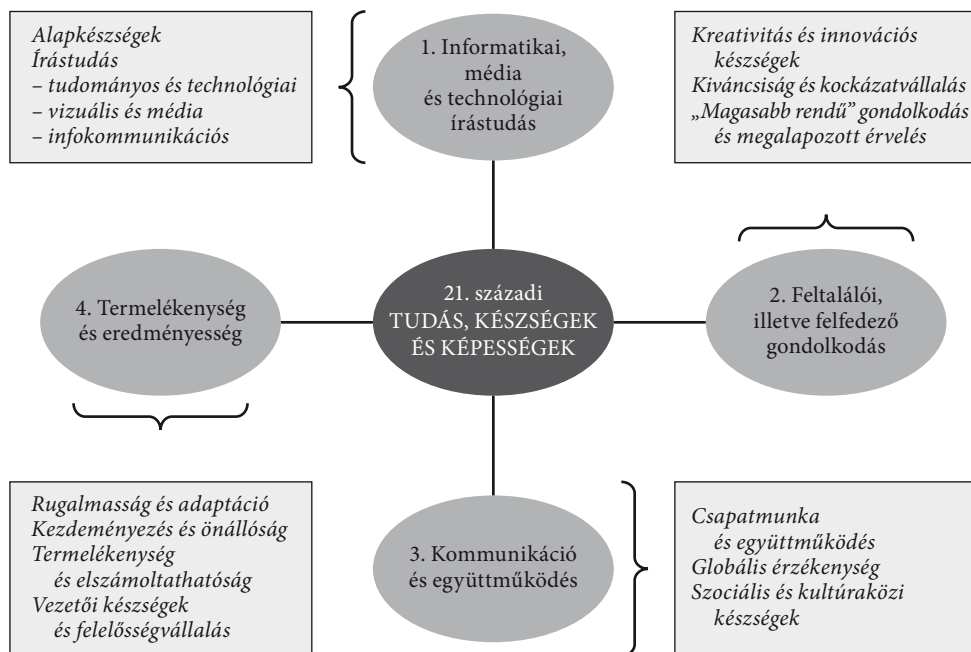 Alapkészségek
Írástudás
– tudományos és technológiai
– vizuális és média
– infokommunikációs
1. Informatikai,
média
és technológiai
írástudás
Kreativitás és innovációs
készségek
Kiváncsiság és kockázatvállalás
„Magasabb rendű” gondolkodás
és megalapozott érvelés
4. Termelékenység
és eredményesség
21. századi
TUDÁS, KÉSZSÉGEK
ÉS KÉPESSÉGEK
2. Feltalálói,
illetve felfedező
gondolkodás
Rugalmasság és adaptáció
Kezdeményezés és önállóság
Termelékenység
és elszámoltathatóság
Vezetői készségek
és felelősségvállalás
3. Kommunikáció
és együttműködés
Csapatmunka
és együttműködés
Globális érzékenység
Szociális és kultúraközi
készségek